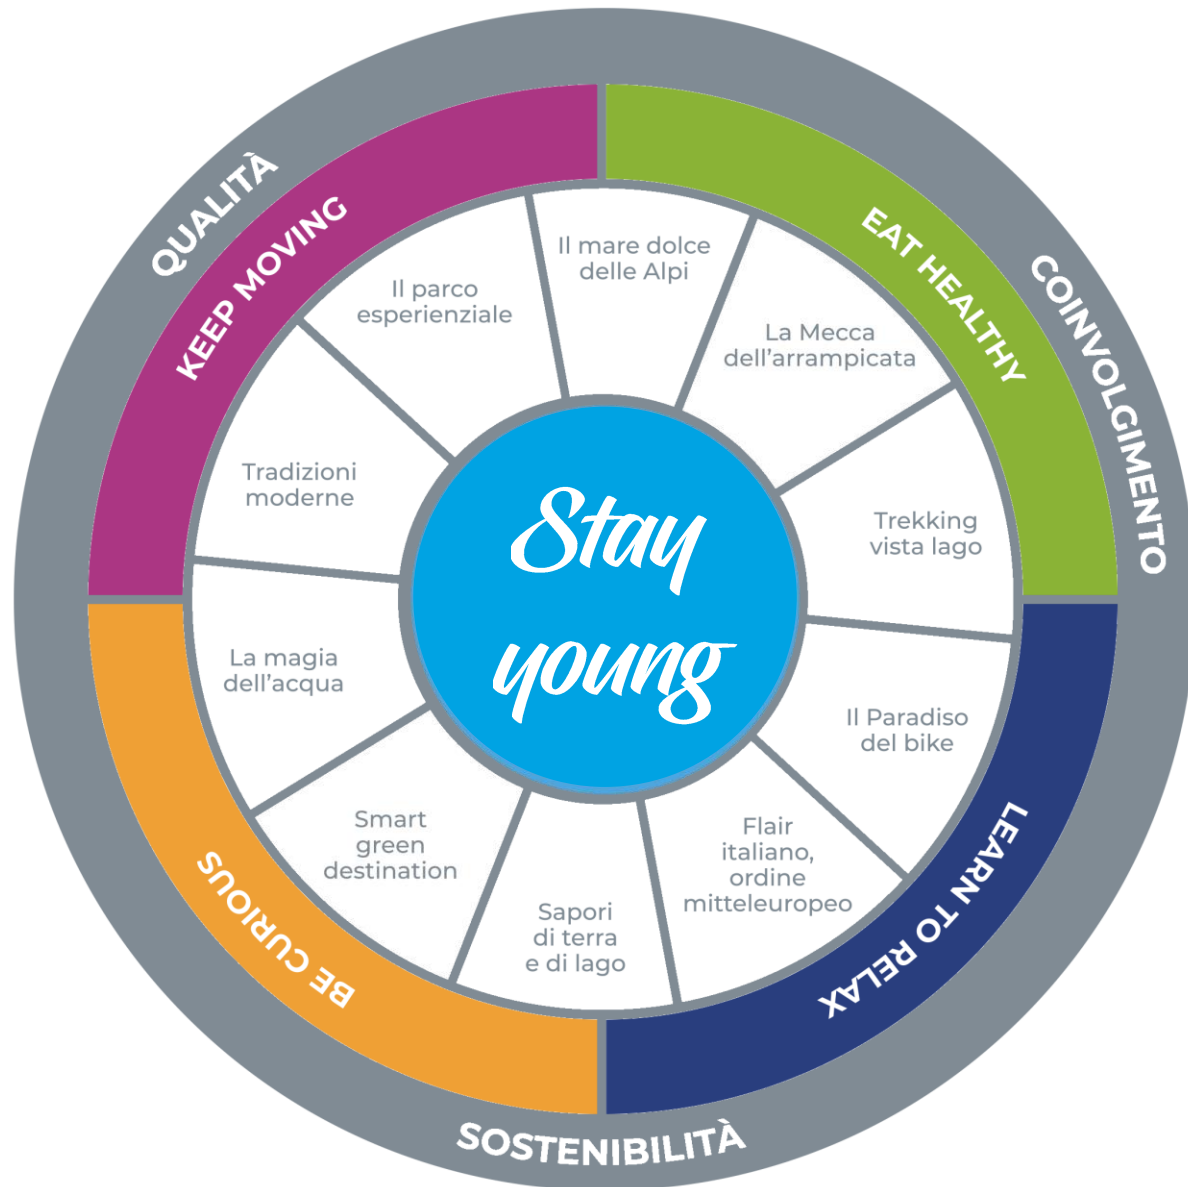 QUALITÀ
COINVOLGIMENTO
SOSTENIBILITÀ
KEEP MOVING
EAT HEALTHY
LEARN TO RELAX
BE CURIOUS
Il mare dolce
delle Alpi
La Mecca
dell’arrampicata
Trekking
vista lago
Il Paradiso
del bike
Flair
italiano,
ordine
mitteleuropeo
Sapori
di terra
e di lago
Smart
green
destination
La magia
dell’acqua
Tradizioni
moderne
Il parco
esperienziale
Stay
young